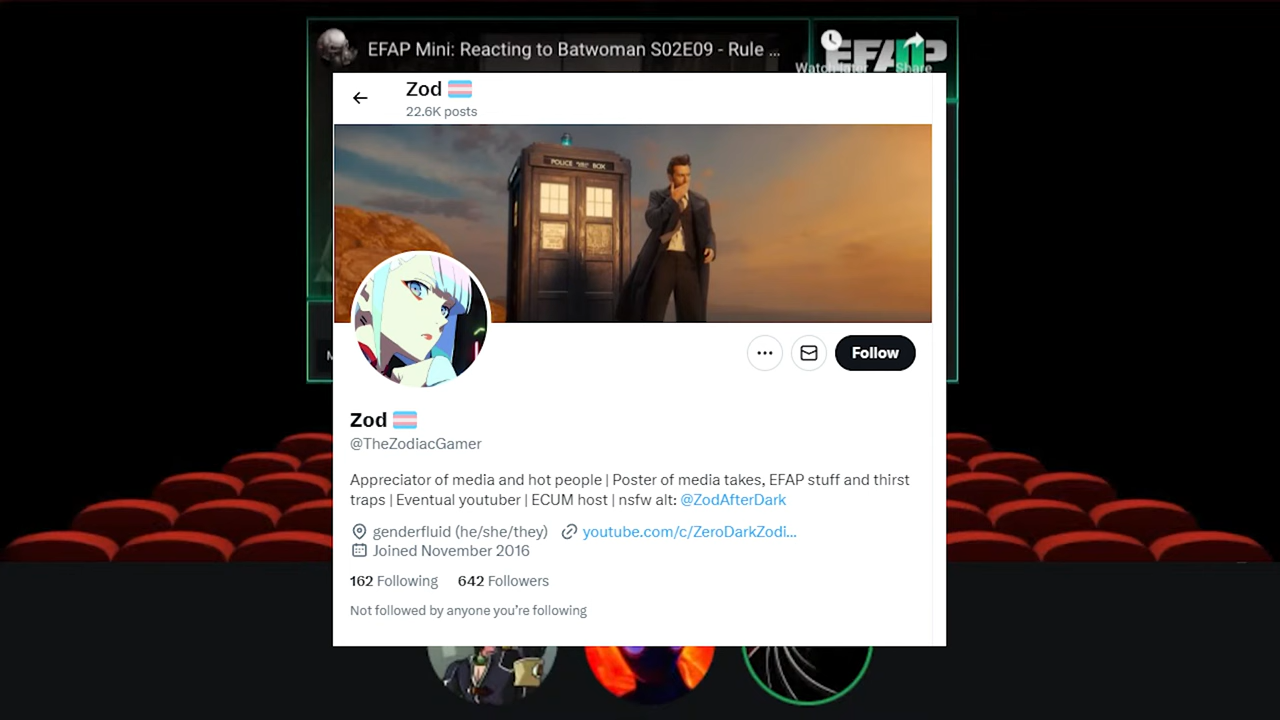 EFAP Mini: Reacting to Batwoman S02E09 - Rule ...
EFAP
Watch later
Share
Zod
22.6K posts
POLICE BOX
Follow
Zod
@TheZodiacGamer
Appreciator of media and hot people | Poster of media takes, EFAP stuff and thirst
traps | Eventual youtuber | ECUM host | nsfw alt: @ZodAfterDark
genderfluid (he/she/they) youtube.com/c/ZeroDarkZodi...
Joined November 2016
162 Following 642 Followers
Not followed by anyone you're following